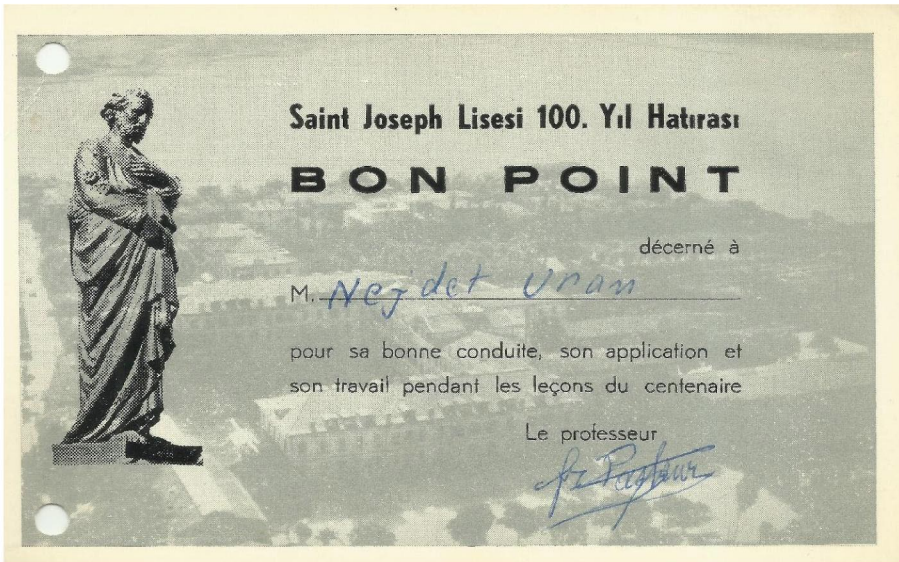 Saint Joseph Lisesi 100. Yıl Hatırası
BON POINT
décerné à
M. Nejdet Uran
pour sa bonne conduite, son application et
son travail pendant les leçons du centenaire
Le professeur